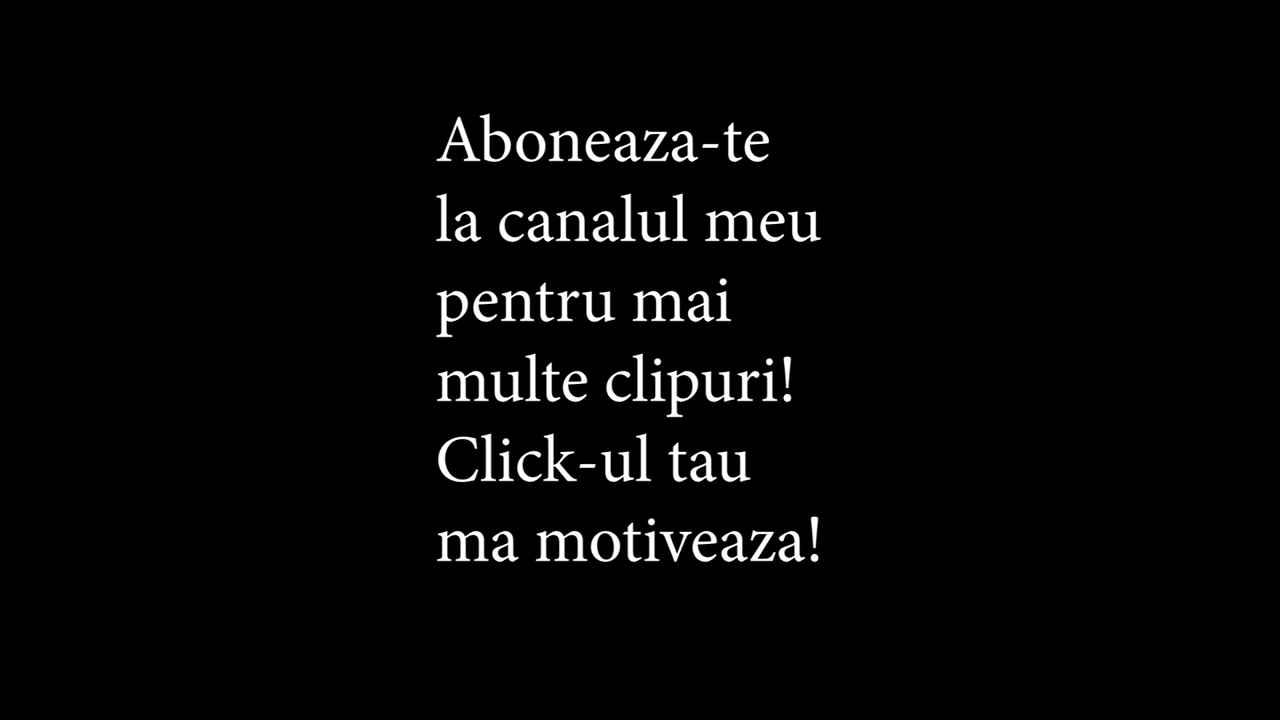 Aboneaza-te
la canalul meu
pentru mai
multe clipuri!
Click-ul tau
ma motiveaza!